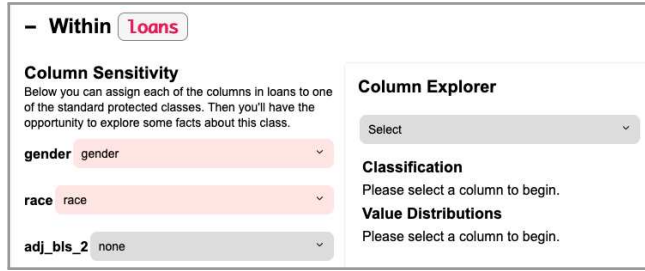 – Within loans
Column Sensitivity
Below you can assign each of the columns in loans to one
of the standard protected classes. Then you'll have the
opportunity to explore some facts about this class.
gender gender
race race
adj_bls_2 none
Column Explorer
Select
Classification
Please select a column to begin.
Value Distributions
Please select a column to begin.